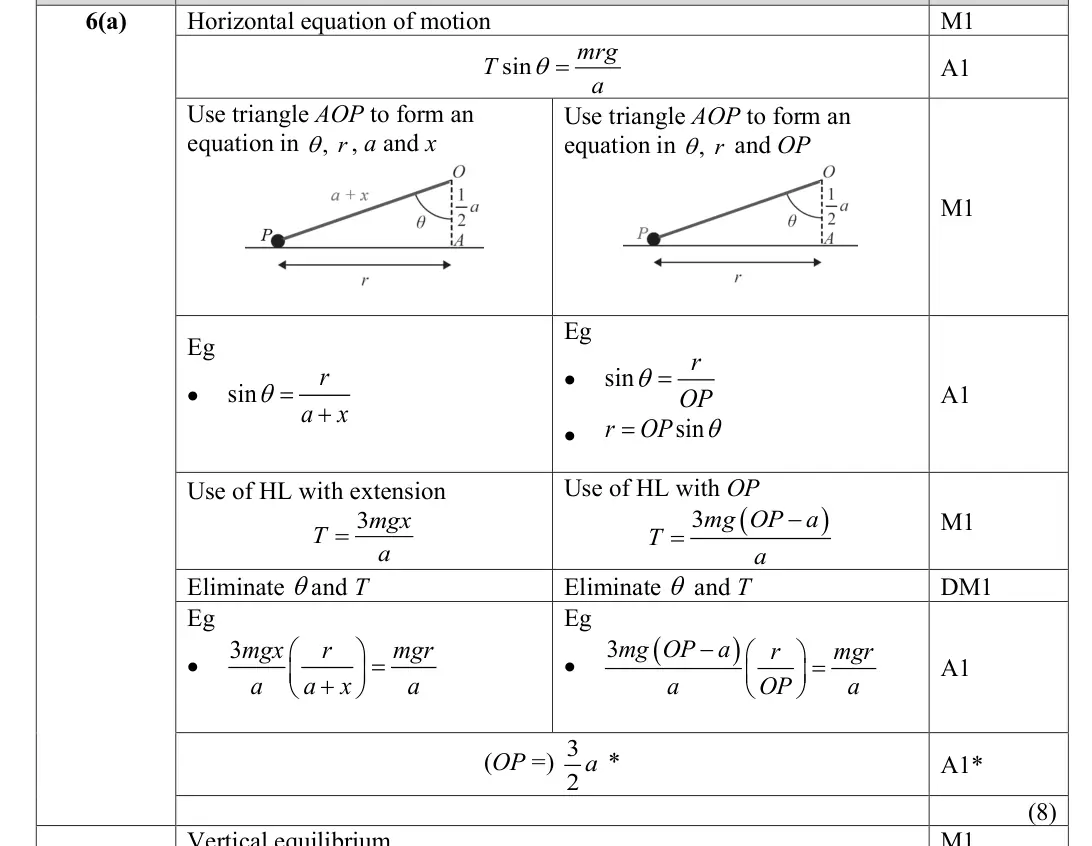 6(a)
Horizontal equation of motion
M1
T sin θ = mrg/a
A1
Use triangle AOP to form an
equation in θ, r, a and x
O
a + x
1/2 a
θ
P
A
r
Use triangle AOP to form an
equation in θ, r and OP
O
1/2 a
θ
P
A
r
M1
Eg
• sin θ = r/(a + x)
Eg
• sin θ = r/OP
• r = OP sin θ
A1
Use of HL with extension
T = 3mgx/a
Use of HL with OP
T = 3mg(OP − a)/a
M1
Eliminate θ and T
Eliminate θ and T
DM1
Eg
• 3mgx/a (r/(a + x)) = mgr/a
Eg
• 3mg(OP − a)/a (r/OP) = mgr/a
A1
(OP =) 3/2 a *
A1*
(8)
Vertical equilibrium
M1